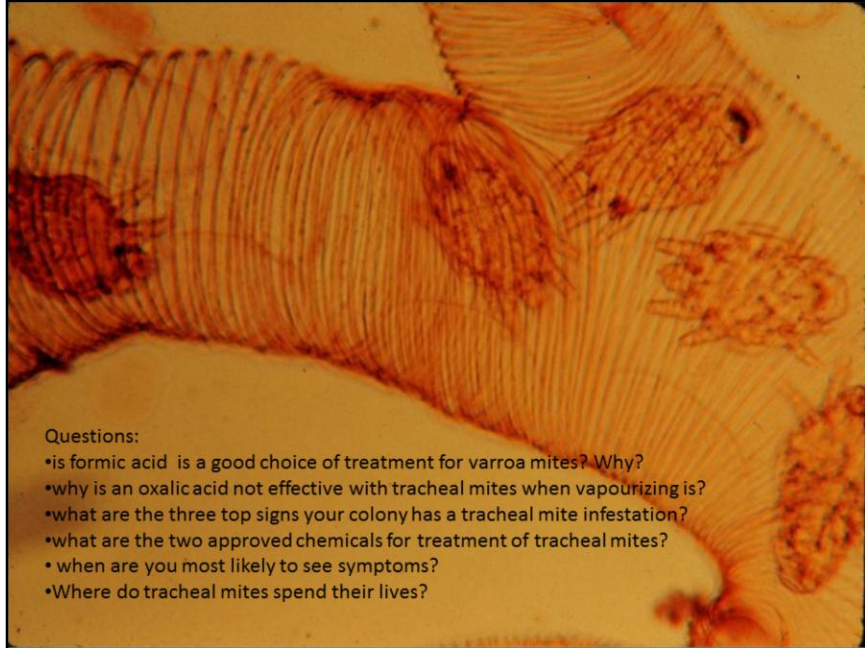 Questions:
•is formic acid  is a good choice of treatment for varroa mites? Why?
•why is an oxalic acid not effective with tracheal mites when vapourizing is?
•what are the three top signs your colony has a tracheal mite infestation?
•what are the two approved chemicals for treatment of tracheal mites?
• when are you most likely to see symptoms?
•Where do tracheal mites spend their lives?